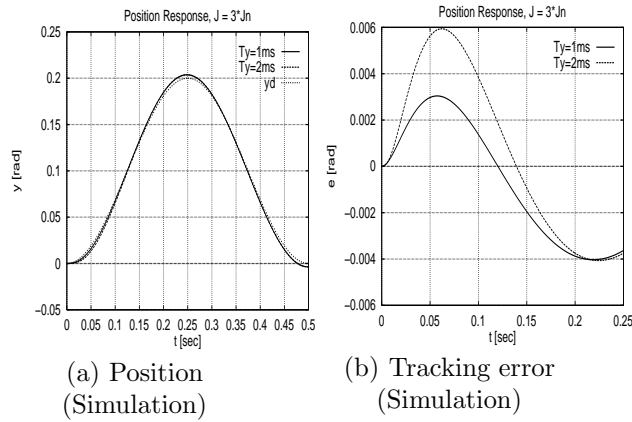 Position Response, J = 3*Jn
Ty=1ms
Ty=2ms
yd
0.25
0.2
0.15
0.1
0.05
0
−0.05
y [rad]
0 0.05 0.1 0.15 0.2 0.25 0.3 0.35 0.4 0.45 0.5
t [sec]
(a) Position
(Simulation)
Position Response, J = 3*Jn
Ty=1ms
Ty=2ms
0.006
0.004
0.002
0
−0.002
−0.004
−0.006
e [rad]
0 0.05 0.1 0.15 0.2 0.25
t [sec]
(b) Tracking error
(Simulation)